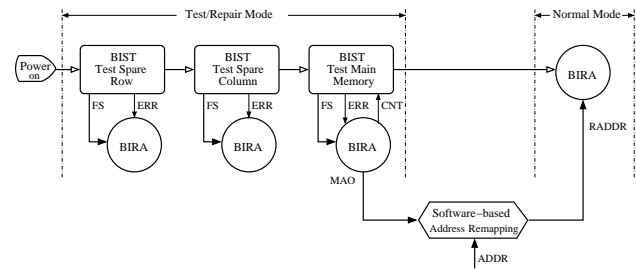 Test/Repair Mode
Normal Mode
Power
on
BIST
Test Spare
Row
BIST
Test Spare
Column
BIST
Test Main
Memory
BIRA
FS
ERR
FS
ERR
FS
ERR
CNT
BIRA
BIRA
BIRA
RADDR
MAO
Software-based
Address Remapping
ADDR